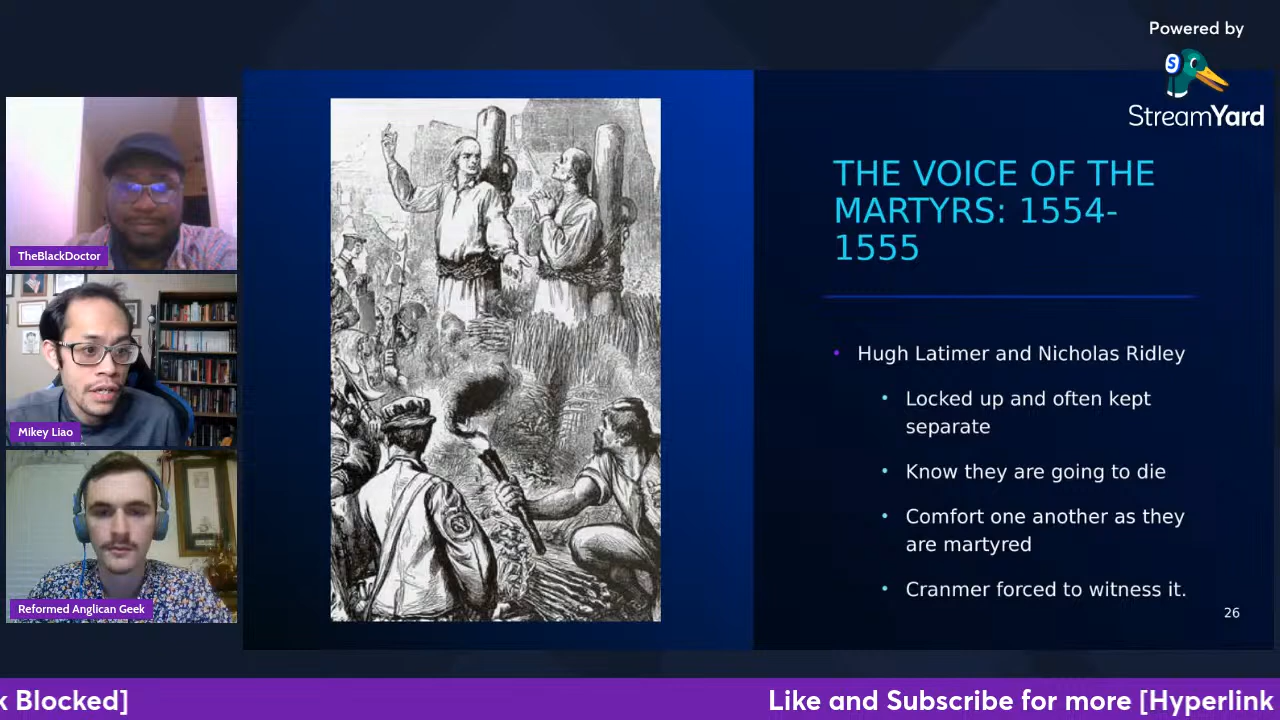 Powered by
S
StreamYard
TheBlackDoctor
Mikey Liao
Reformed Anglican Geek
THE VOICE OF THE
MARTYRS: 1554-
1555
• Hugh Latimer and Nicholas Ridley
• Locked up and often kept
separate
• Know they are going to die
• Comfort one another as they
are martyred
• Cranmer forced to witness it.
26
k Blocked]
Like and Subscribe for more [Hyperlink